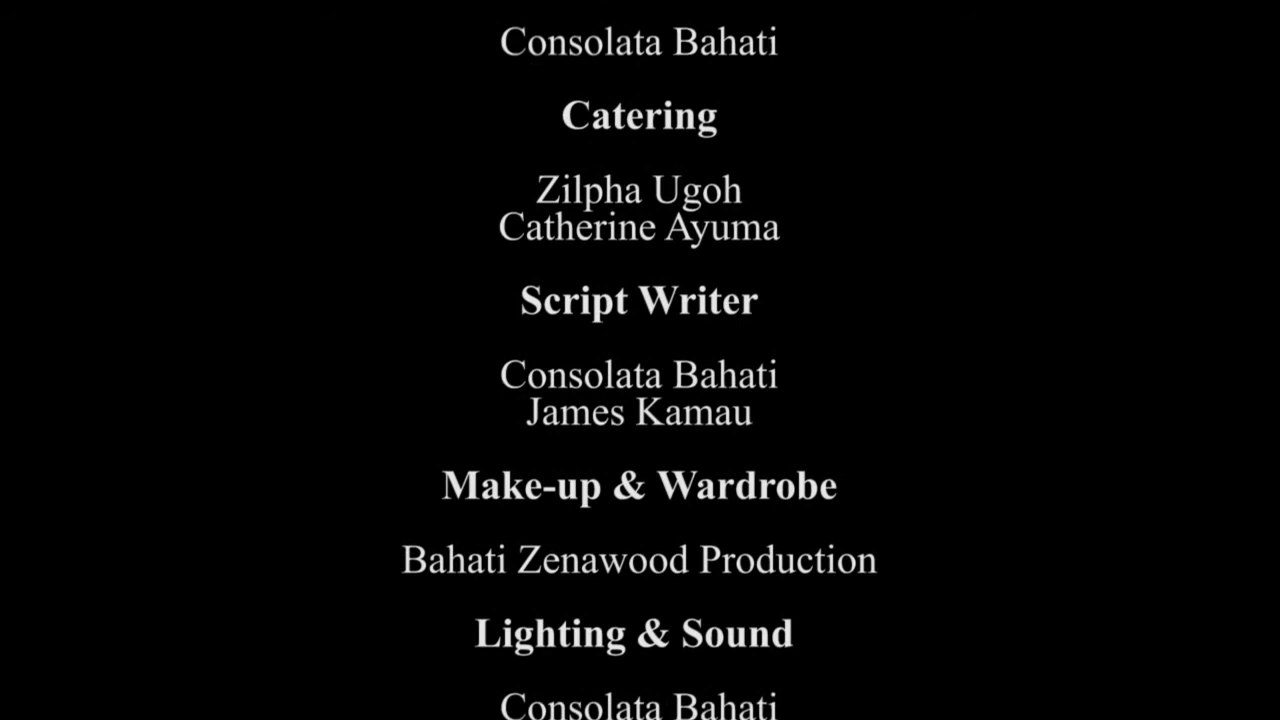 Consolata Bahati
Catering
Zilpha Ugoh
Catherine Ayuma
Script Writer
Consolata Bahati
James Kamau
Make-up & Wardrobe
Bahati Zenawood Production
Lighting & Sound
Consolata Bahati